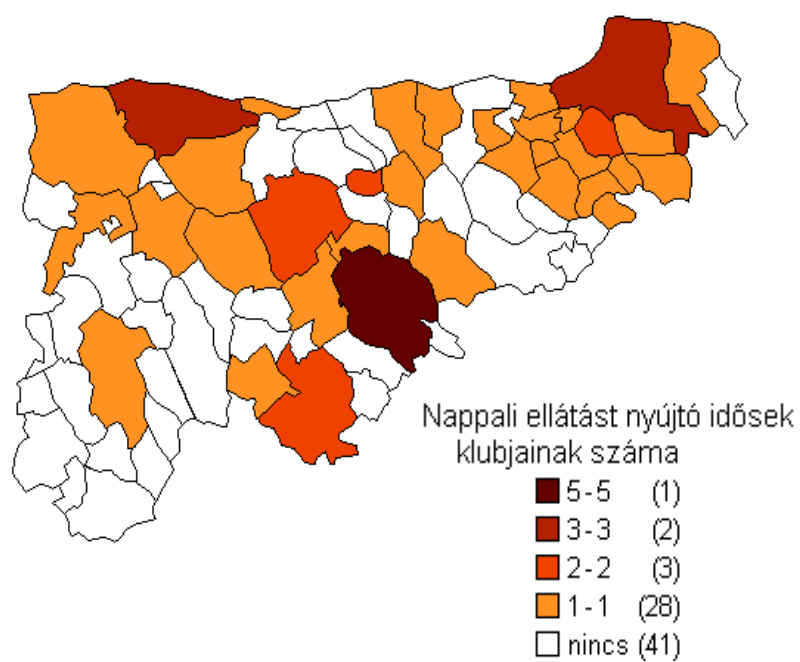 Nappali ellátást nyújtó idősek
klubjainak száma
5-5 (1)
3-3 (2)
2-2 (3)
1-1 (28)
nincs (41)